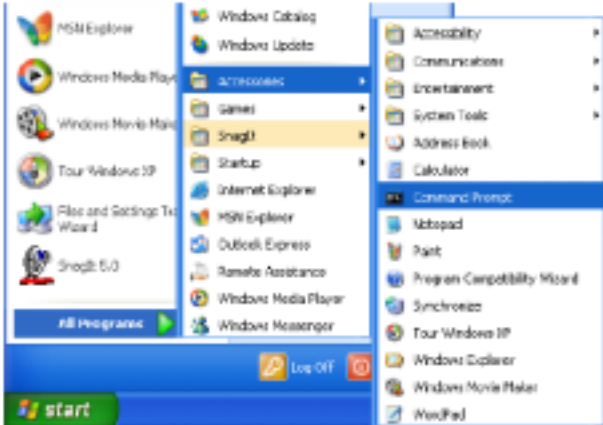 MSN Explorer
Windows Media Playe
Windows Movie Make
Tour Windows XP
Files and Settings Tr
Wizard
SnagIt 5.0
All Programs
Windows Catalog
Windows Update
Accessories
Games
SnagIt
Startup
Internet Explorer
MSN Explorer
Outlook Express
Remote Assistance
Windows Media Player
Windows Messenger
Accessibility
Communications
Entertainment
System Tools
Address Book
Calculator
Command Prompt
Notepad
Paint
Program Compatibility Wizard
Synchronize
Tour Windows XP
Windows Explorer
Windows Movie Maker
WordPad
Log Off
start